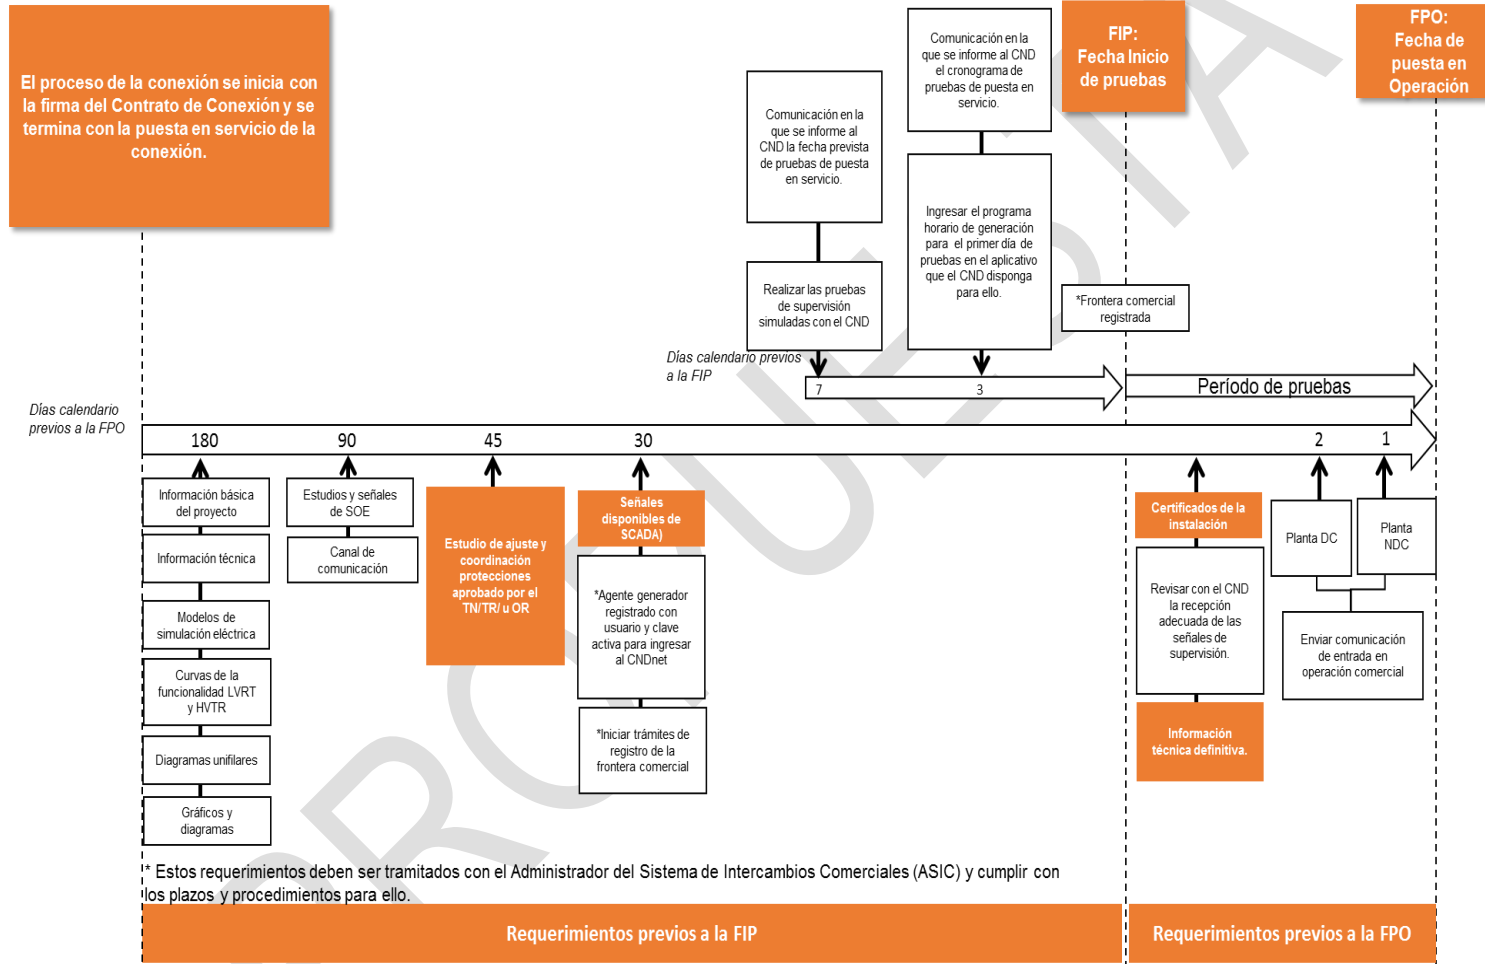 El proceso de la conexión se inicia con
la firma del Contrato de Conexión y se
termina con la puesta en servicio de la
conexión.
Comunicación en la
que se informe al
CND la fecha prevista
de pruebas de puesta
en servicio.
Realizar las pruebas
de supervisión
simuladas con el CND
Comunicación en la
que se informe al CND
el cronograma de
pruebas de puesta en
servicio.
Ingresar el programa
horario de generación
para el primer día de
pruebas en el aplicativo
que el CND disponga
para ello.
FIP:
Fecha Inicio
de pruebas
FPO:
Fecha de
puesta en
Operación
*Frontera comercial
registrada
Días calendario previos
a la FIP
7
3
Período de pruebas
Días calendario
previos a la FPO
180
90
45
30
2
1
Información básica
del proyecto
Información técnica
Modelos de
simulación eléctrica
Curvas de la
funcionalidad LVRT
y HVTR
Diagramas unifilares
Gráficos y
diagramas
Estudios y señales
de SOE
Canal de
comunicación
Estudio de ajuste y
coordinación
protecciones
aprobado por el
TN/TR/ u OR
Señales
disponibles de
SCADA)
*Agente generador
registrado con
usuario y clave
activa para ingresar
al CNDnet
*Iniciar trámites de
registro de la
frontera comercial
Certificados de la
instalación
Revisar con el CND
la recepción
adecuada de las
señales de
supervisión.
Información
técnica definitiva.
Planta DC
Planta
NDC
Enviar comunicación
de entrada en
operación comercial
* Estos requerimientos deben ser tramitados con el Administrador del Sistema de Intercambios Comerciales (ASIC) y cumplir con
los plazos y procedimientos para ello.
Requerimientos previos a la FIP
Requerimientos previos a la FPO
PROPUESTA